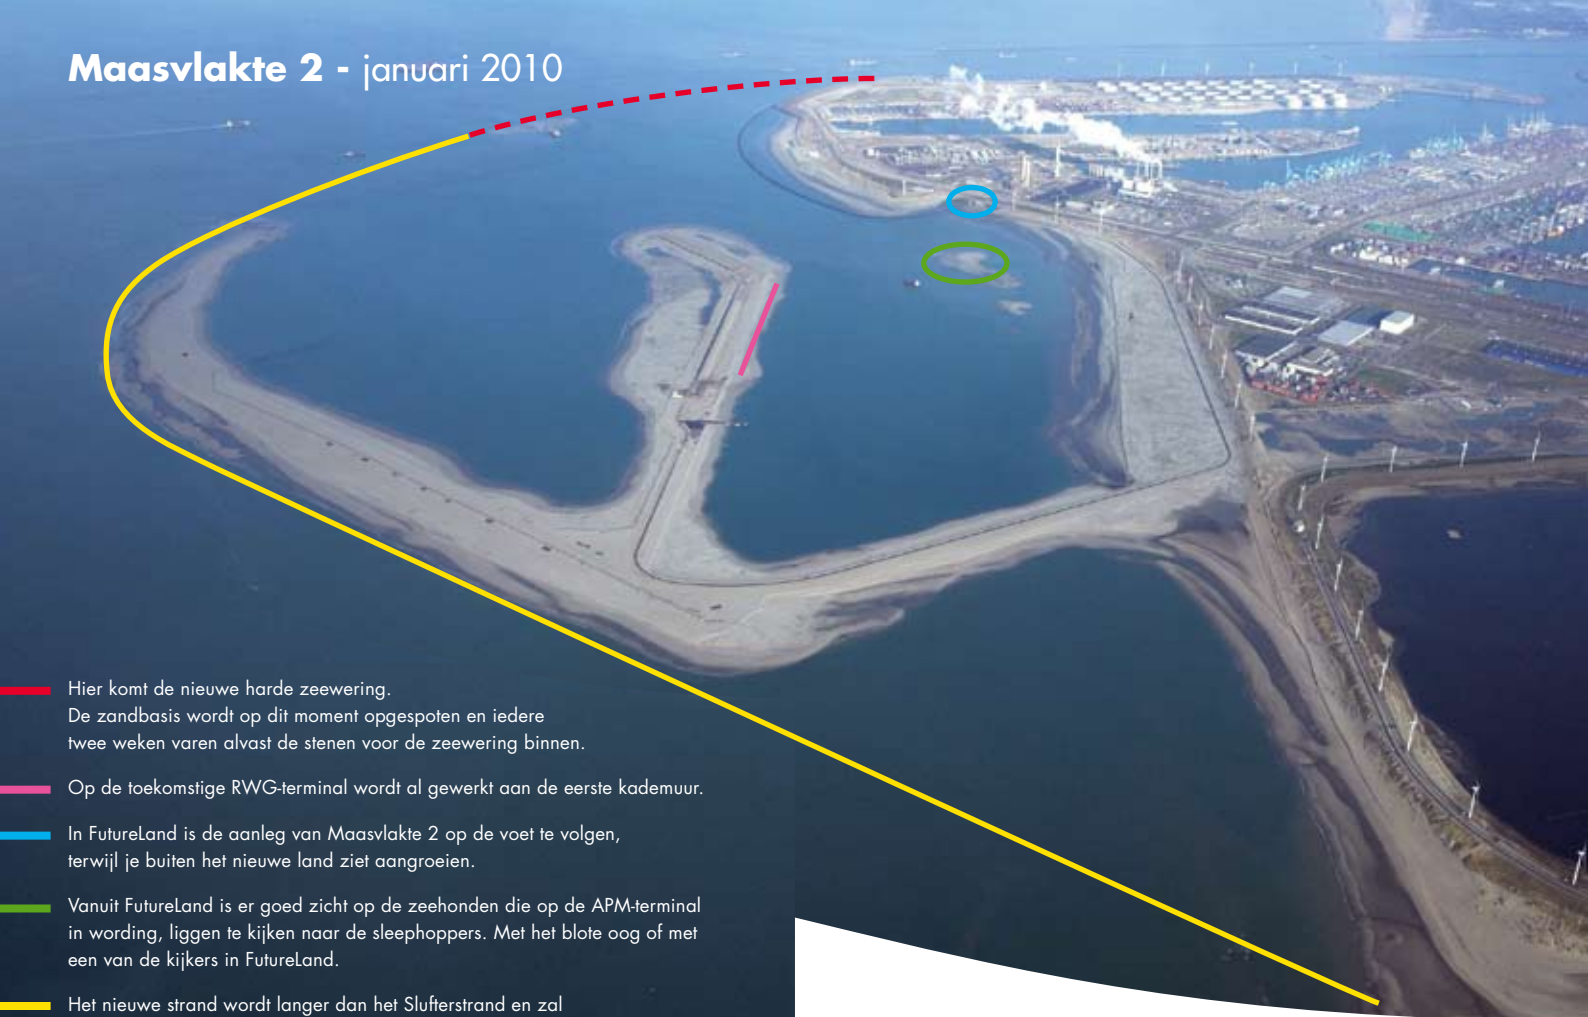 Maasvlakte 2 - januari 2010
Hier komt de nieuwe harde zeewering.
De zandbasis wordt op dit moment opgespoten en iedere
twee weken varen alvast de stenen voor de zeewering binnen.
Op de toekomstige RWG-terminal wordt al gewerkt aan de eerste kademuur.
In FutureLand is de aanleg van Maasvlakte 2 op de voet te volgen,
terwijl je buiten het nieuwe land ziet aangroeien.
Vanuit FutureLand is er goed zicht op de zeehonden die op de APM-terminal
in wording, liggen te kijken naar de sleephoppers. Met het blote oog of met
een van de kijkers in FutureLand.
Het nieuwe strand wordt langer dan het Slufterstrand en zal